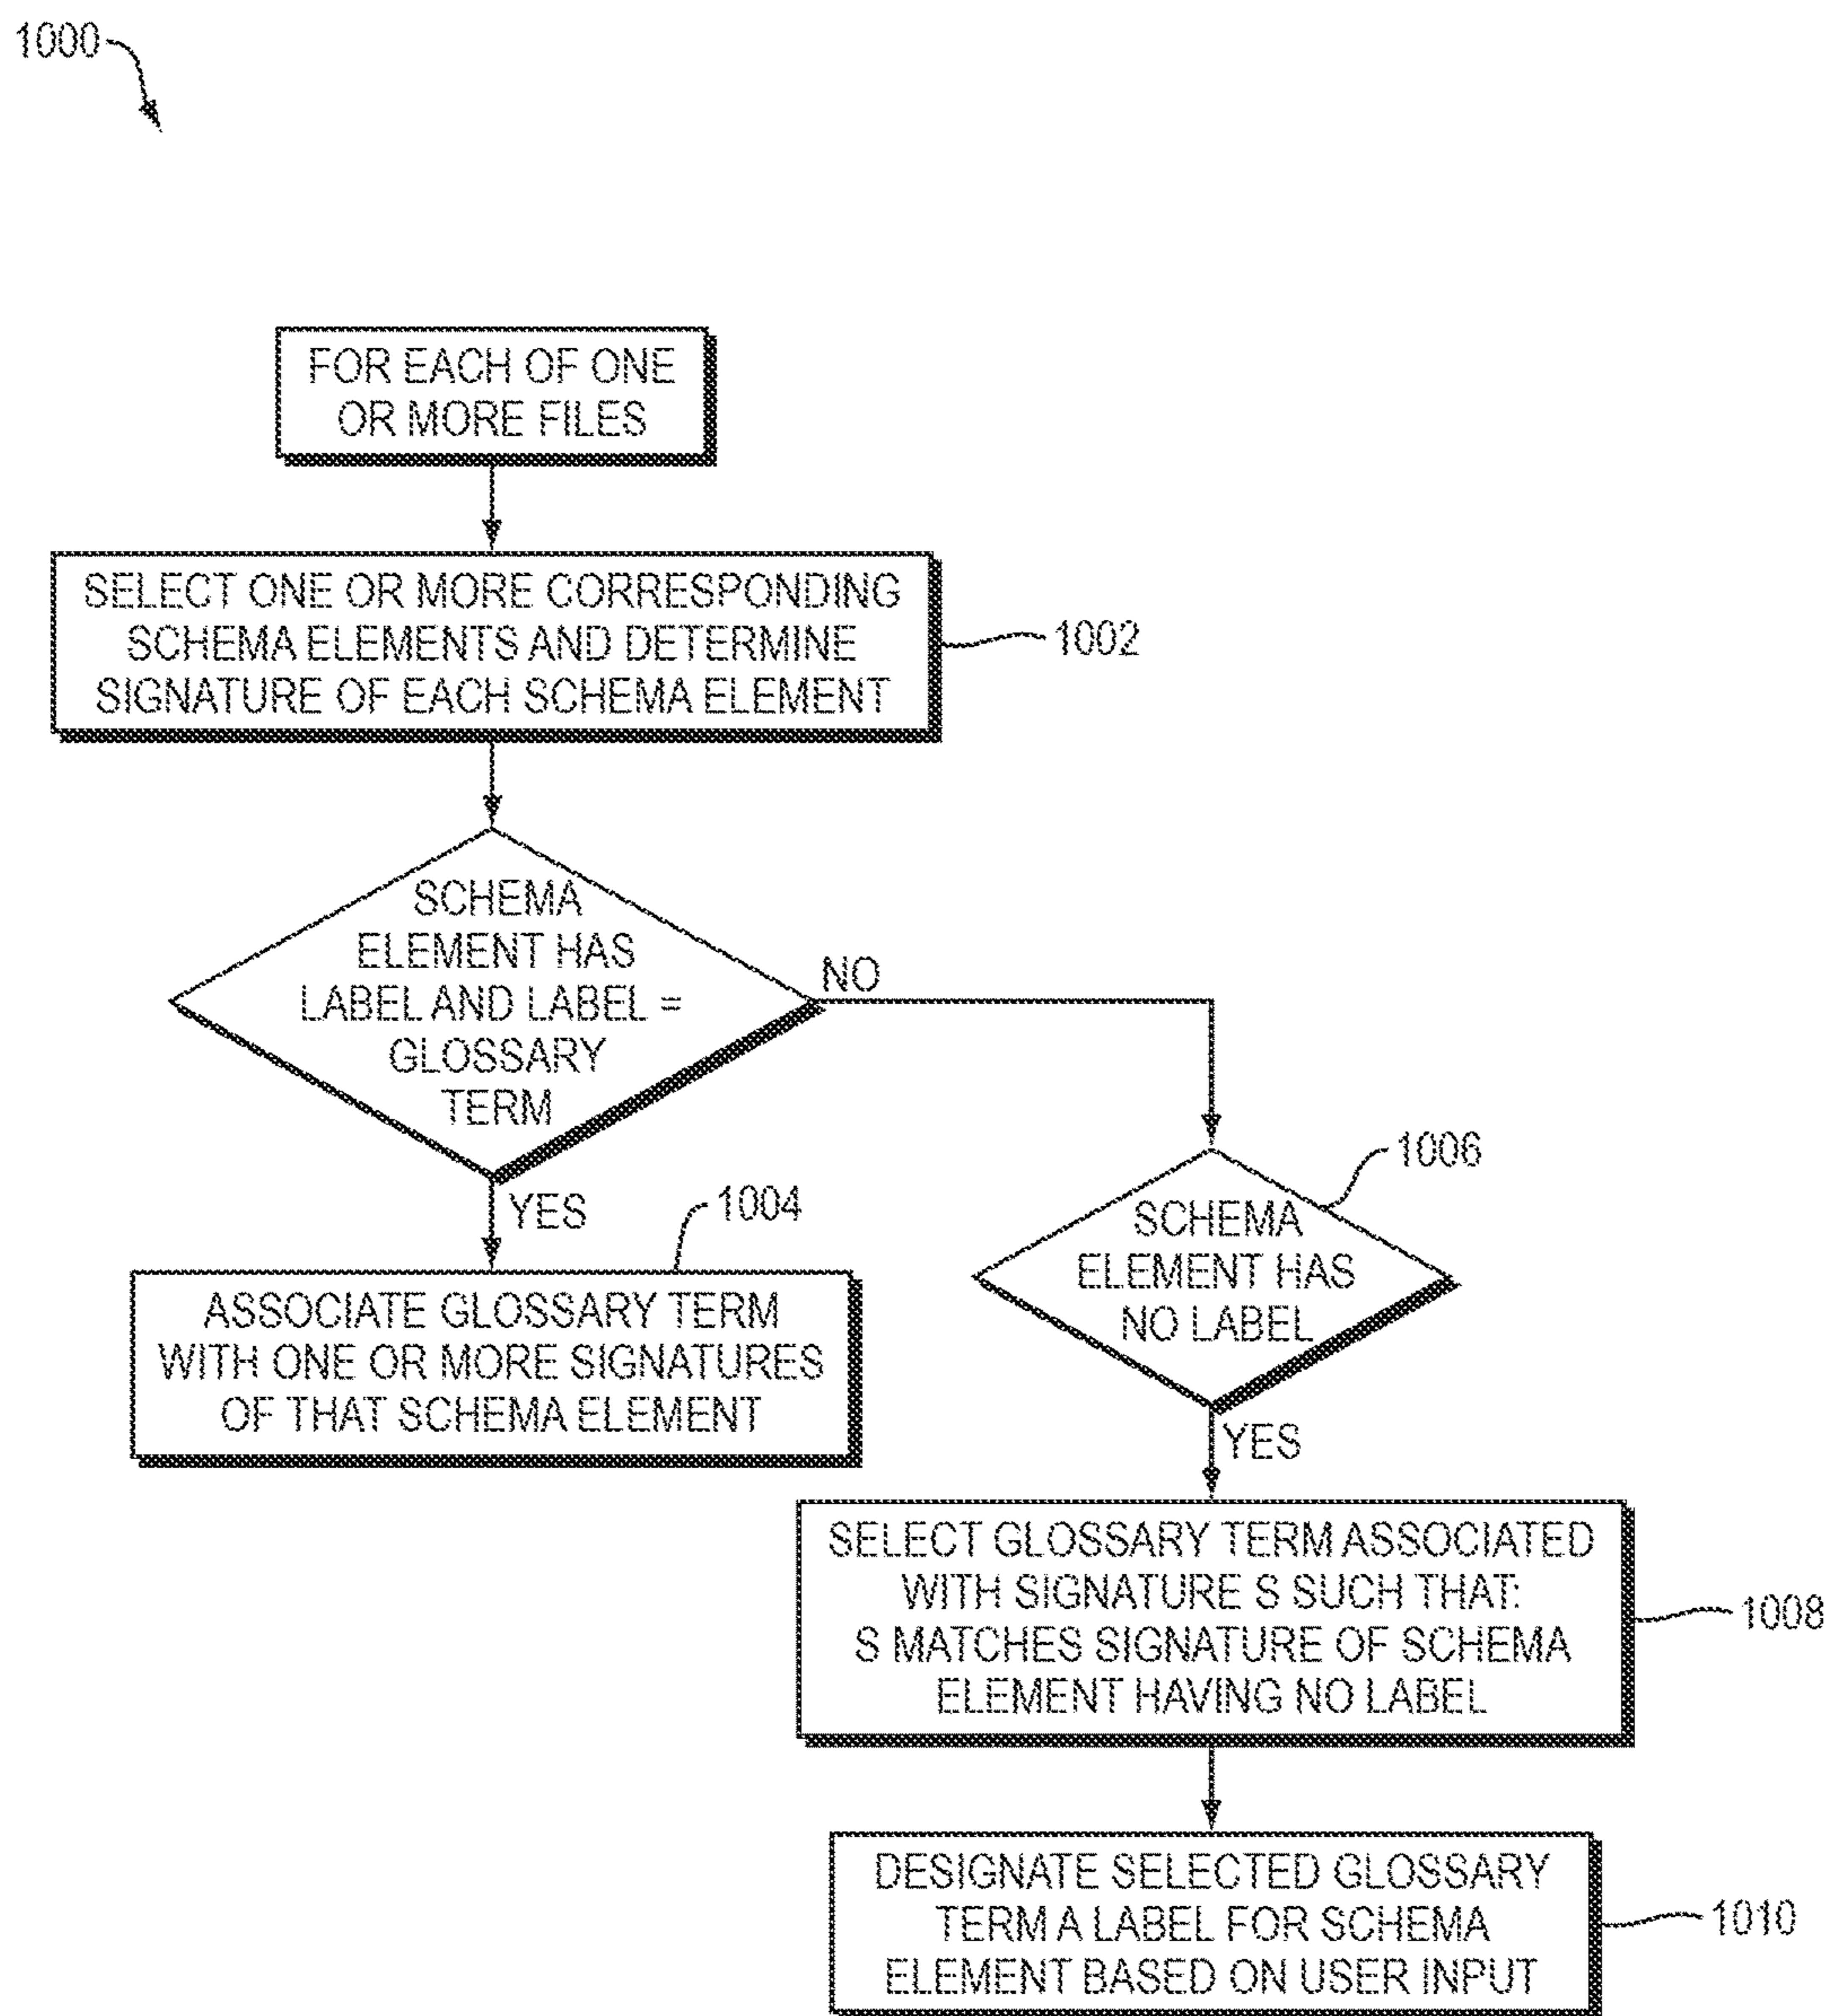 1000
FOR EACH OF ONE
OR MORE FILES
SELECT ONE OR MORE CORRESPONDING
SCHEMA ELEMENTS AND DETERMINE
SIGNATURE OF EACH SCHEMA ELEMENT
1002
SCHEMA
ELEMENT HAS
LABEL AND LABEL =
GLOSSARY
TERM
NO
YES
1004
ASSOCIATE GLOSSARY TERM
WITH ONE OR MORE SIGNATURES
OF THAT SCHEMA ELEMENT
1006
SCHEMA
ELEMENT HAS
NO LABEL
YES
SELECT GLOSSARY TERM ASSOCIATED
WITH SIGNATURE S SUCH THAT:
S MATCHES SIGNATURE OF SCHEMA
ELEMENT HAVING NO LABEL
1008
DESIGNATE SELECTED GLOSSARY
TERM A LABEL FOR SCHEMA
ELEMENT BASED ON USER INPUT
1010